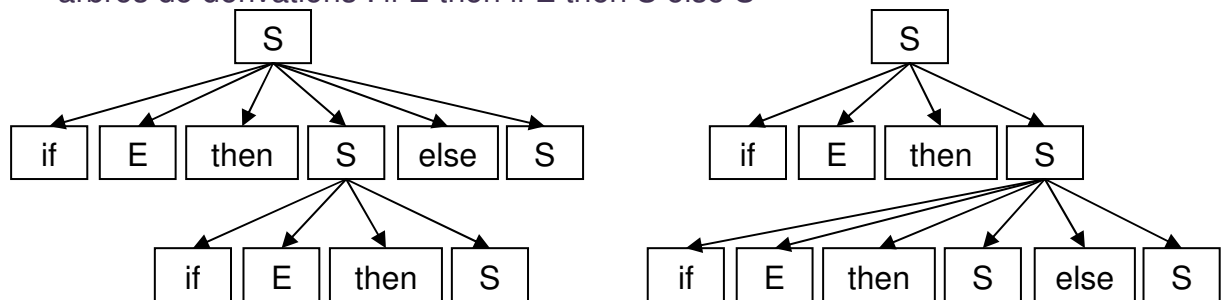 arbres de dérivations : if E then if E then S else S
S S
if E then S else S if E then S
if E then S if E then S else S